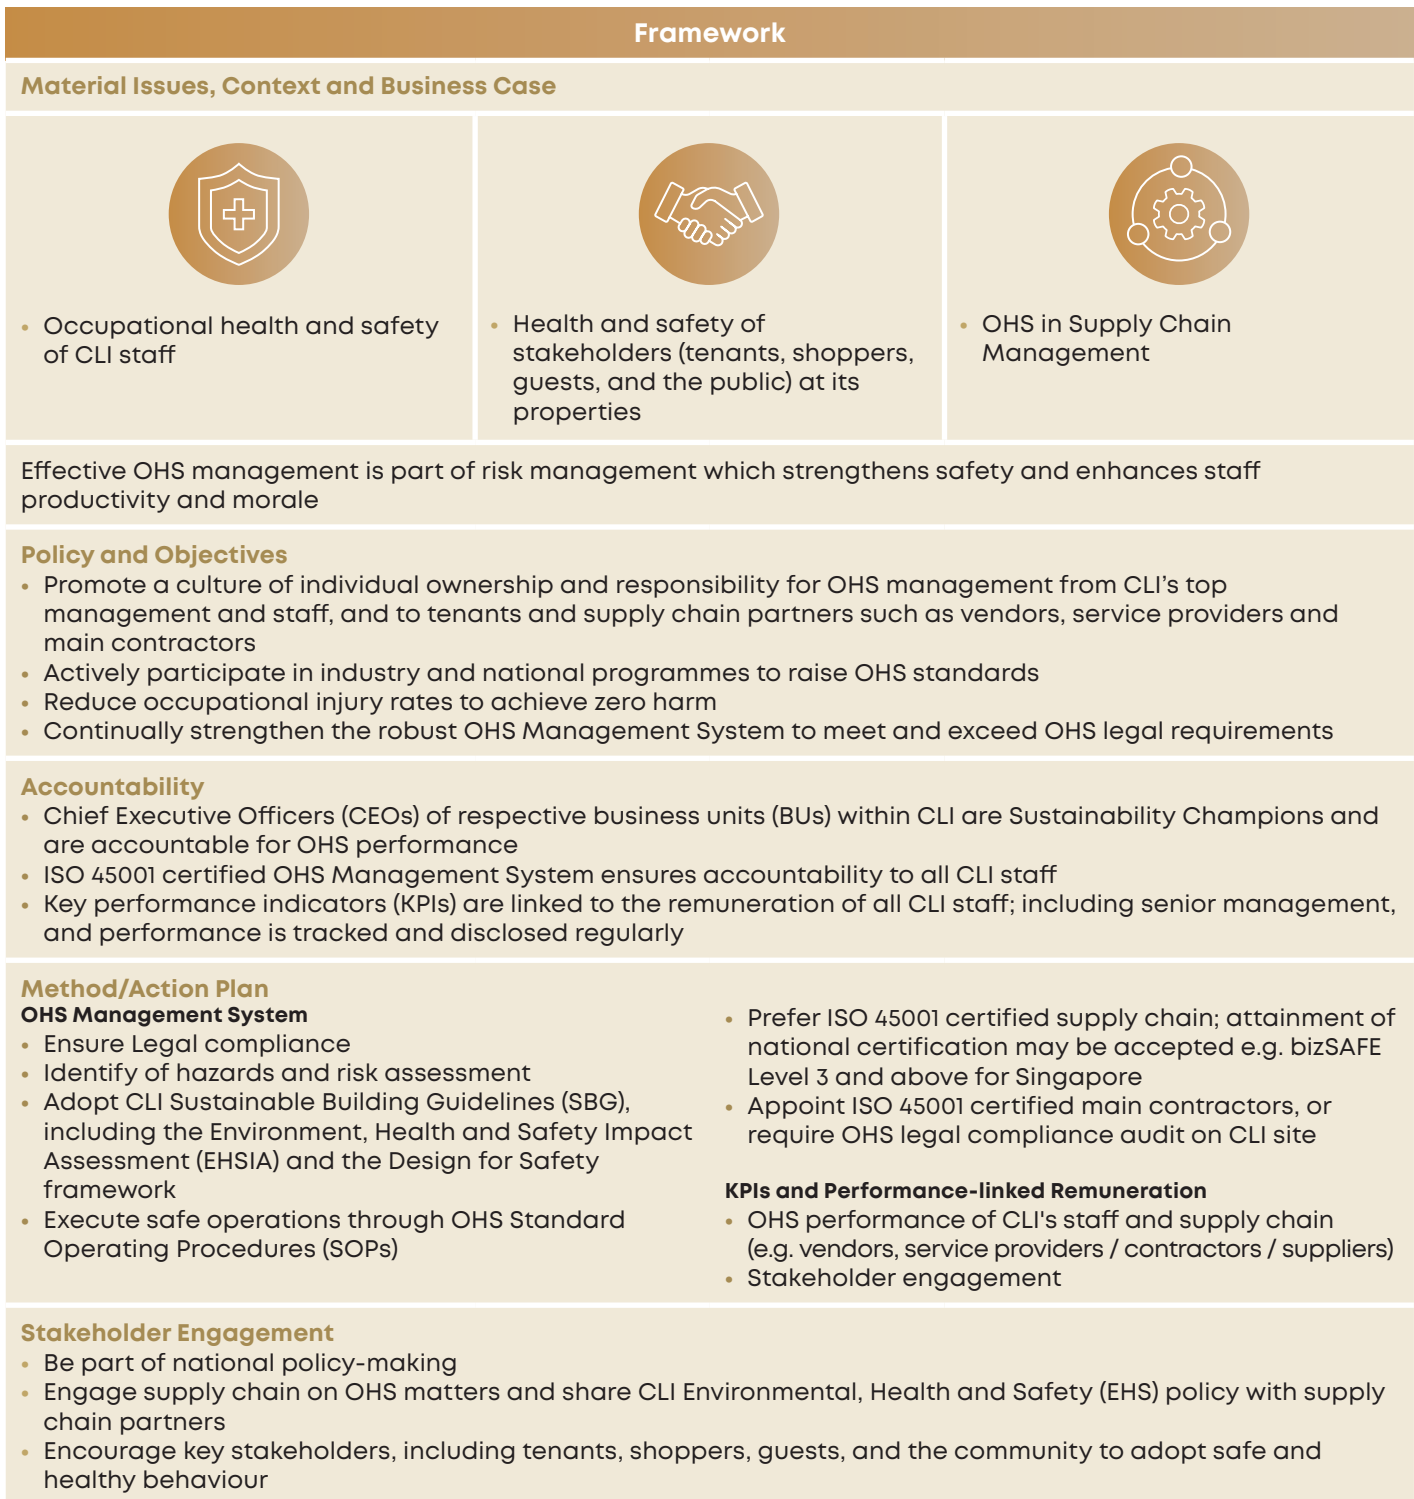 Framework
Material Issues, Context and Business Case
• Occupational health and safety
of CLI staff
• Health and safety of
stakeholders (tenants, shoppers,
guests, and the public) at its
properties
• OHS in Supply Chain
Management
Effective OHS management is part of risk management which strengthens safety and enhances staff
productivity and morale
Policy and Objectives
• Promote a culture of individual ownership and responsibility for OHS management from CLI’s top
management and staff, and to tenants and supply chain partners such as vendors, service providers and
main contractors
• Actively participate in industry and national programmes to raise OHS standards
• Reduce occupational injury rates to achieve zero harm
• Continually strengthen the robust OHS Management System to meet and exceed OHS legal requirements
Accountability
• Chief Executive Officers (CEOs) of respective business units (BUs) within CLI are Sustainability Champions and
are accountable for OHS performance
• ISO 45001 certified OHS Management System ensures accountability to all CLI staff
• Key performance indicators (KPIs) are linked to the remuneration of all CLI staff; including senior management,
and performance is tracked and disclosed regularly
Method/Action Plan
OHS Management System
• Ensure Legal compliance
• Identify of hazards and risk assessment
• Adopt CLI Sustainable Building Guidelines (SBG),
including the Environment, Health and Safety Impact
Assessment (EHSIA) and the Design for Safety
framework
• Execute safe operations through OHS Standard
Operating Procedures (SOPs)
• Prefer ISO 45001 certified supply chain; attainment of
national certification may be accepted e.g. bizSAFE
Level 3 and above for Singapore
• Appoint ISO 45001 certified main contractors, or
require OHS legal compliance audit on CLI site
KPIs and Performance-linked Remuneration
• OHS performance of CLI's staff and supply chain
(e.g. vendors, service providers / contractors / suppliers)
• Stakeholder engagement
Stakeholder Engagement
• Be part of national policy-making
• Engage supply chain on OHS matters and share CLI Environmental, Health and Safety (EHS) policy with supply
chain partners
• Encourage key stakeholders, including tenants, shoppers, guests, and the community to adopt safe and
healthy behaviour